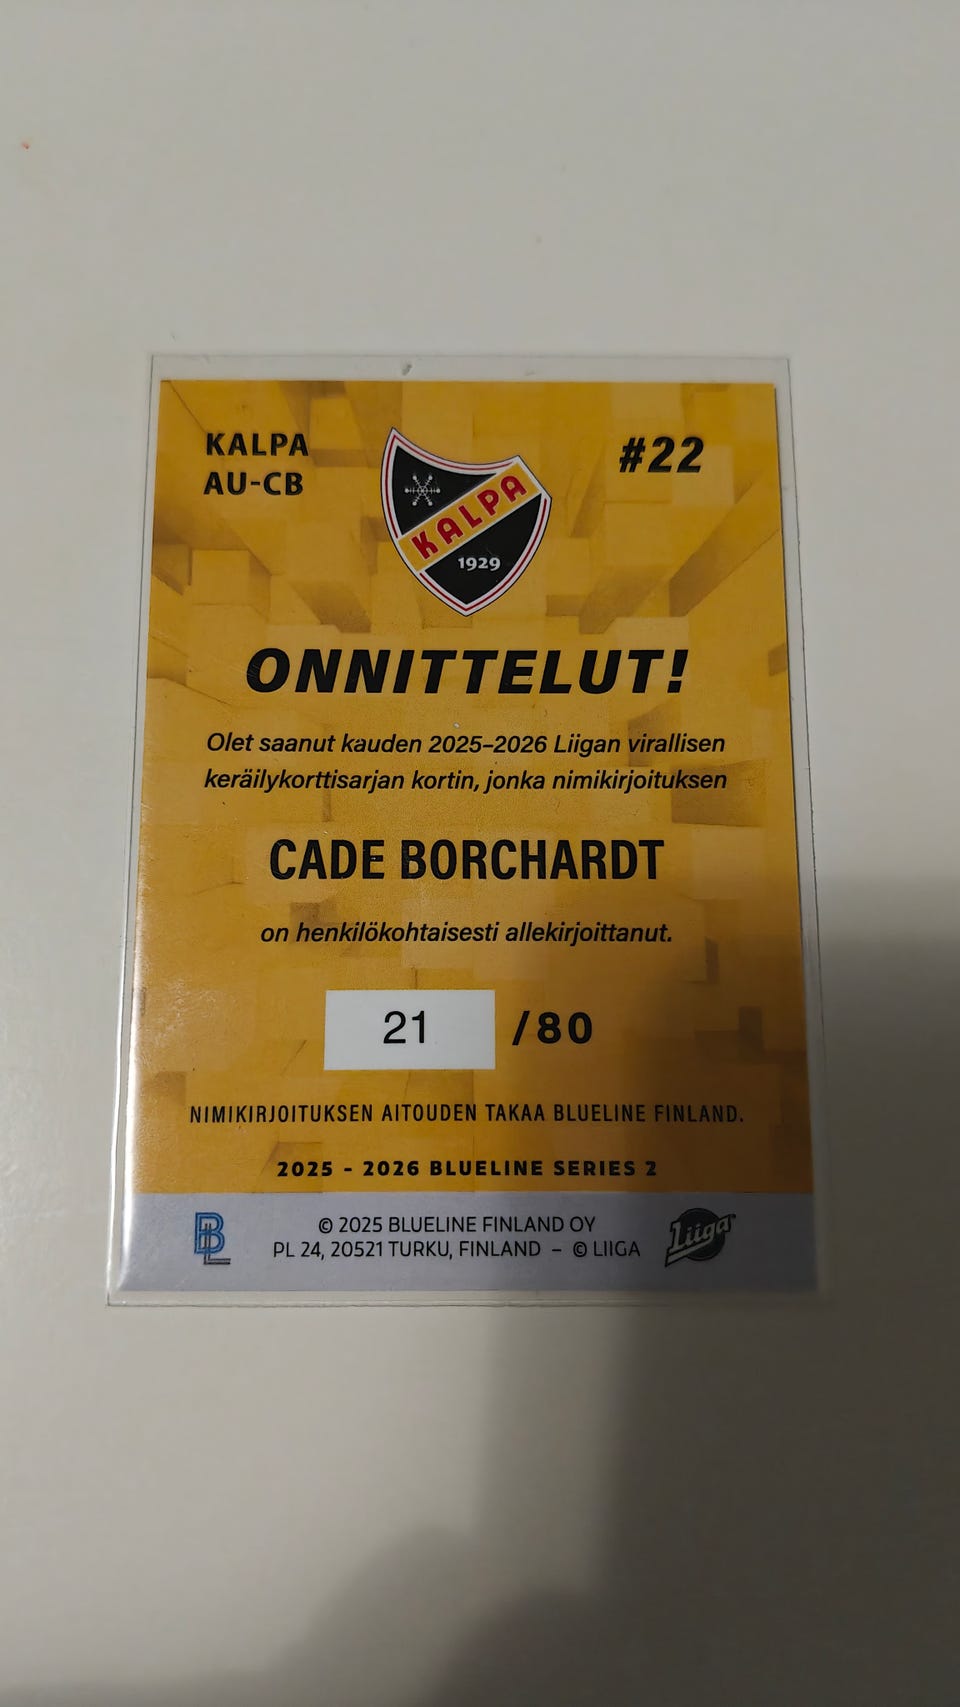 KALPA
AU-CB
#22
KALPA
1929
ONNITTELUT!
Olet saanut kauden 2025–2026 Liigan virallisen
keräilykorttisarjan kortin, jonka nimikirjoituksen
CADE BORCHARDT
on henkilökohtaisesti allekirjoittanut.
21 /80
NIMIKIRJOITUKSEN AITOUDEN TAKAA BLUELINE FINLAND.
2025 - 2026 BLUELINE SERIES 2
BL
© 2025 BLUELINE FINLAND OY
PL 24, 20521 TURKU, FINLAND – © LIIGA
Liiga